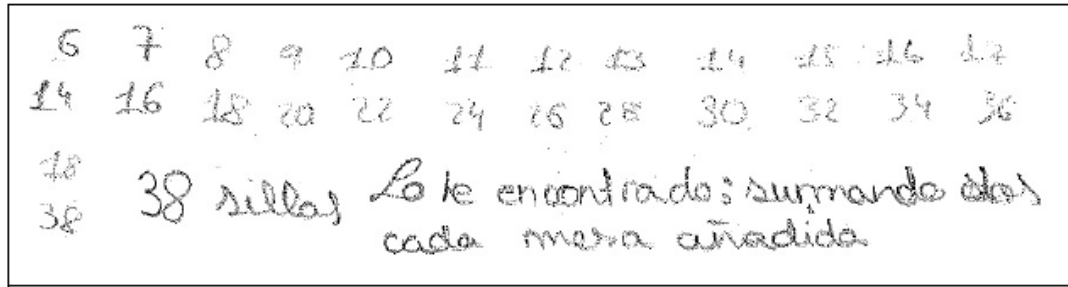 6 7 8 9 10 11 12 13 14 15 16 17
14 16 18 20 22 24 26 28 30 32 34 36
18
38
38 sillas Lo he encontrado: sumando dos
cada mesa añadida